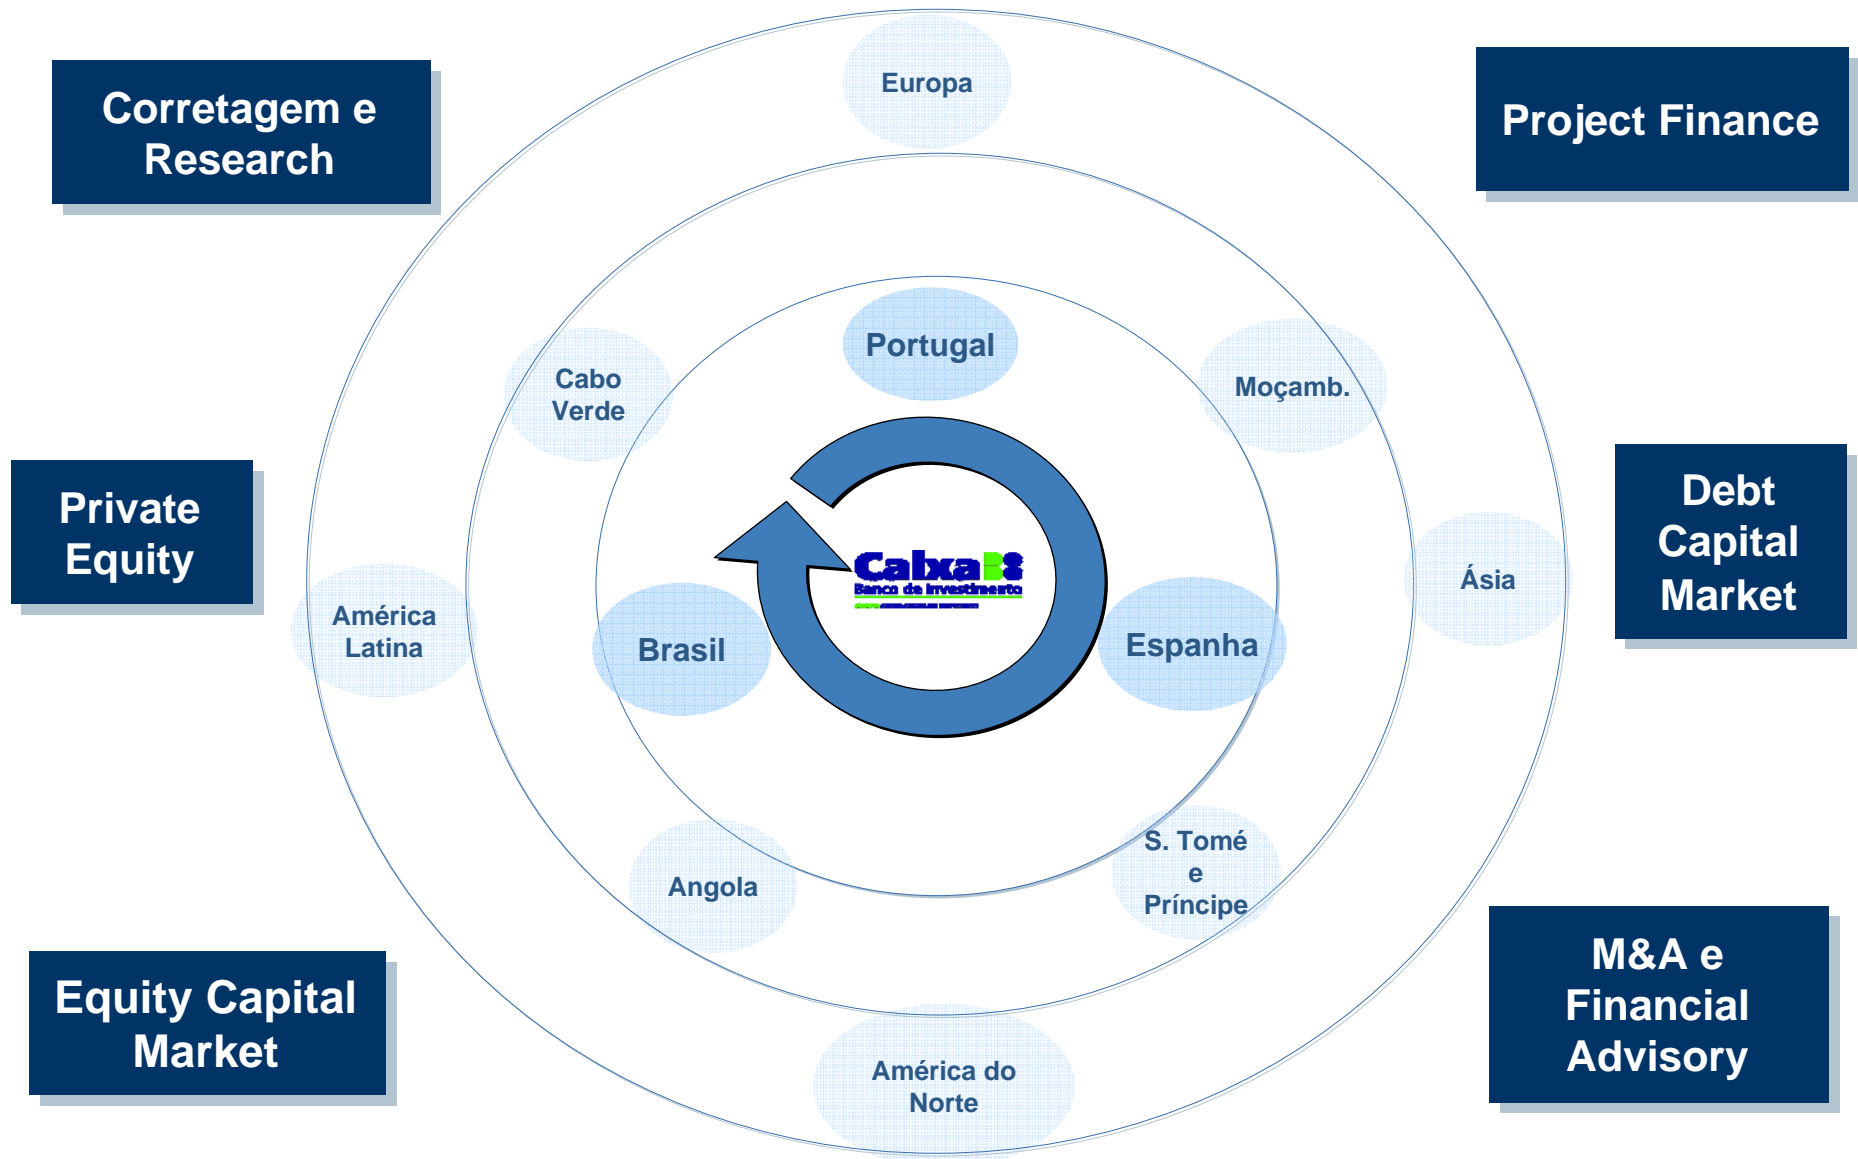 Corretagem e
Research
Europa
Project Finance
Portugal
Cabo
Verde
Moçamb.
Private
Equity
Debt
Capital
Market
Caixa BI
Banco de Investimento
Ásia
América
Latina
Brasil
Espanha
S. Tomé
e
Príncipe
Angola
Equity Capital
Market
M&A e
Financial
Advisory
América do
Norte